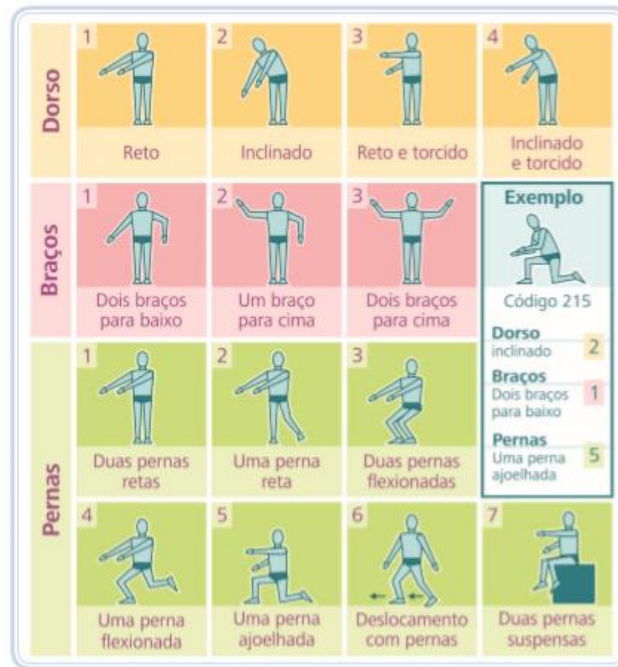 Dorso
1
2
3
4
Reto
Inclinado
Reto e torcido
Inclinado
e torcido
Braços
1
2
3
Dois braços
para baixo
Um braço
para cima
Dois braços
para cima
Exemplo
Código 215
Dorso
inclinado
2
Braços
Dois braços
para baixo
1
Pernas
Uma perna
ajoelhada
5
Pernas
1
2
3
Duas pernas
retas
Uma perna
reta
Duas pernas
flexionadas
4
5
6
7
Uma perna
flexionada
Uma perna
ajoelhada
Deslocamento
com pernas
Duas pernas
suspensas